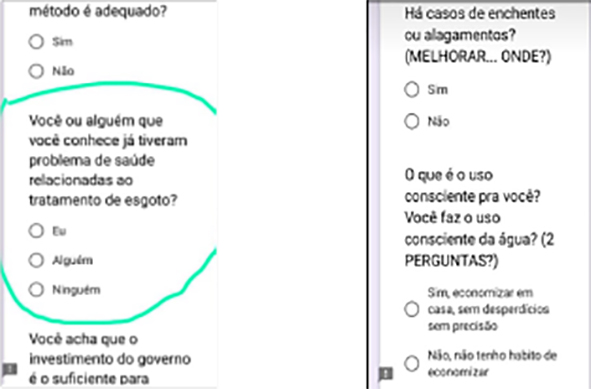 método é adequado?
Sim
Não
Você ou alguém que
você conhece já tiveram
problema de saúde
relacionadas ao
tratamento de esgoto?
Eu
Alguém
Ninguém
Você acha que o
investimento do governo
é o suficiente para
Há casos de enchentes
ou alagamentos?
(MELHORAR... ONDE?)
Sim
Não
O que é o uso
consciente pra você?
Você faz o uso
consciente da água? (2
PERGUNTAS?)
Sim, economizar em
casa, sem desperdícios
sem precisão
Não, não tenho habito de
economizar